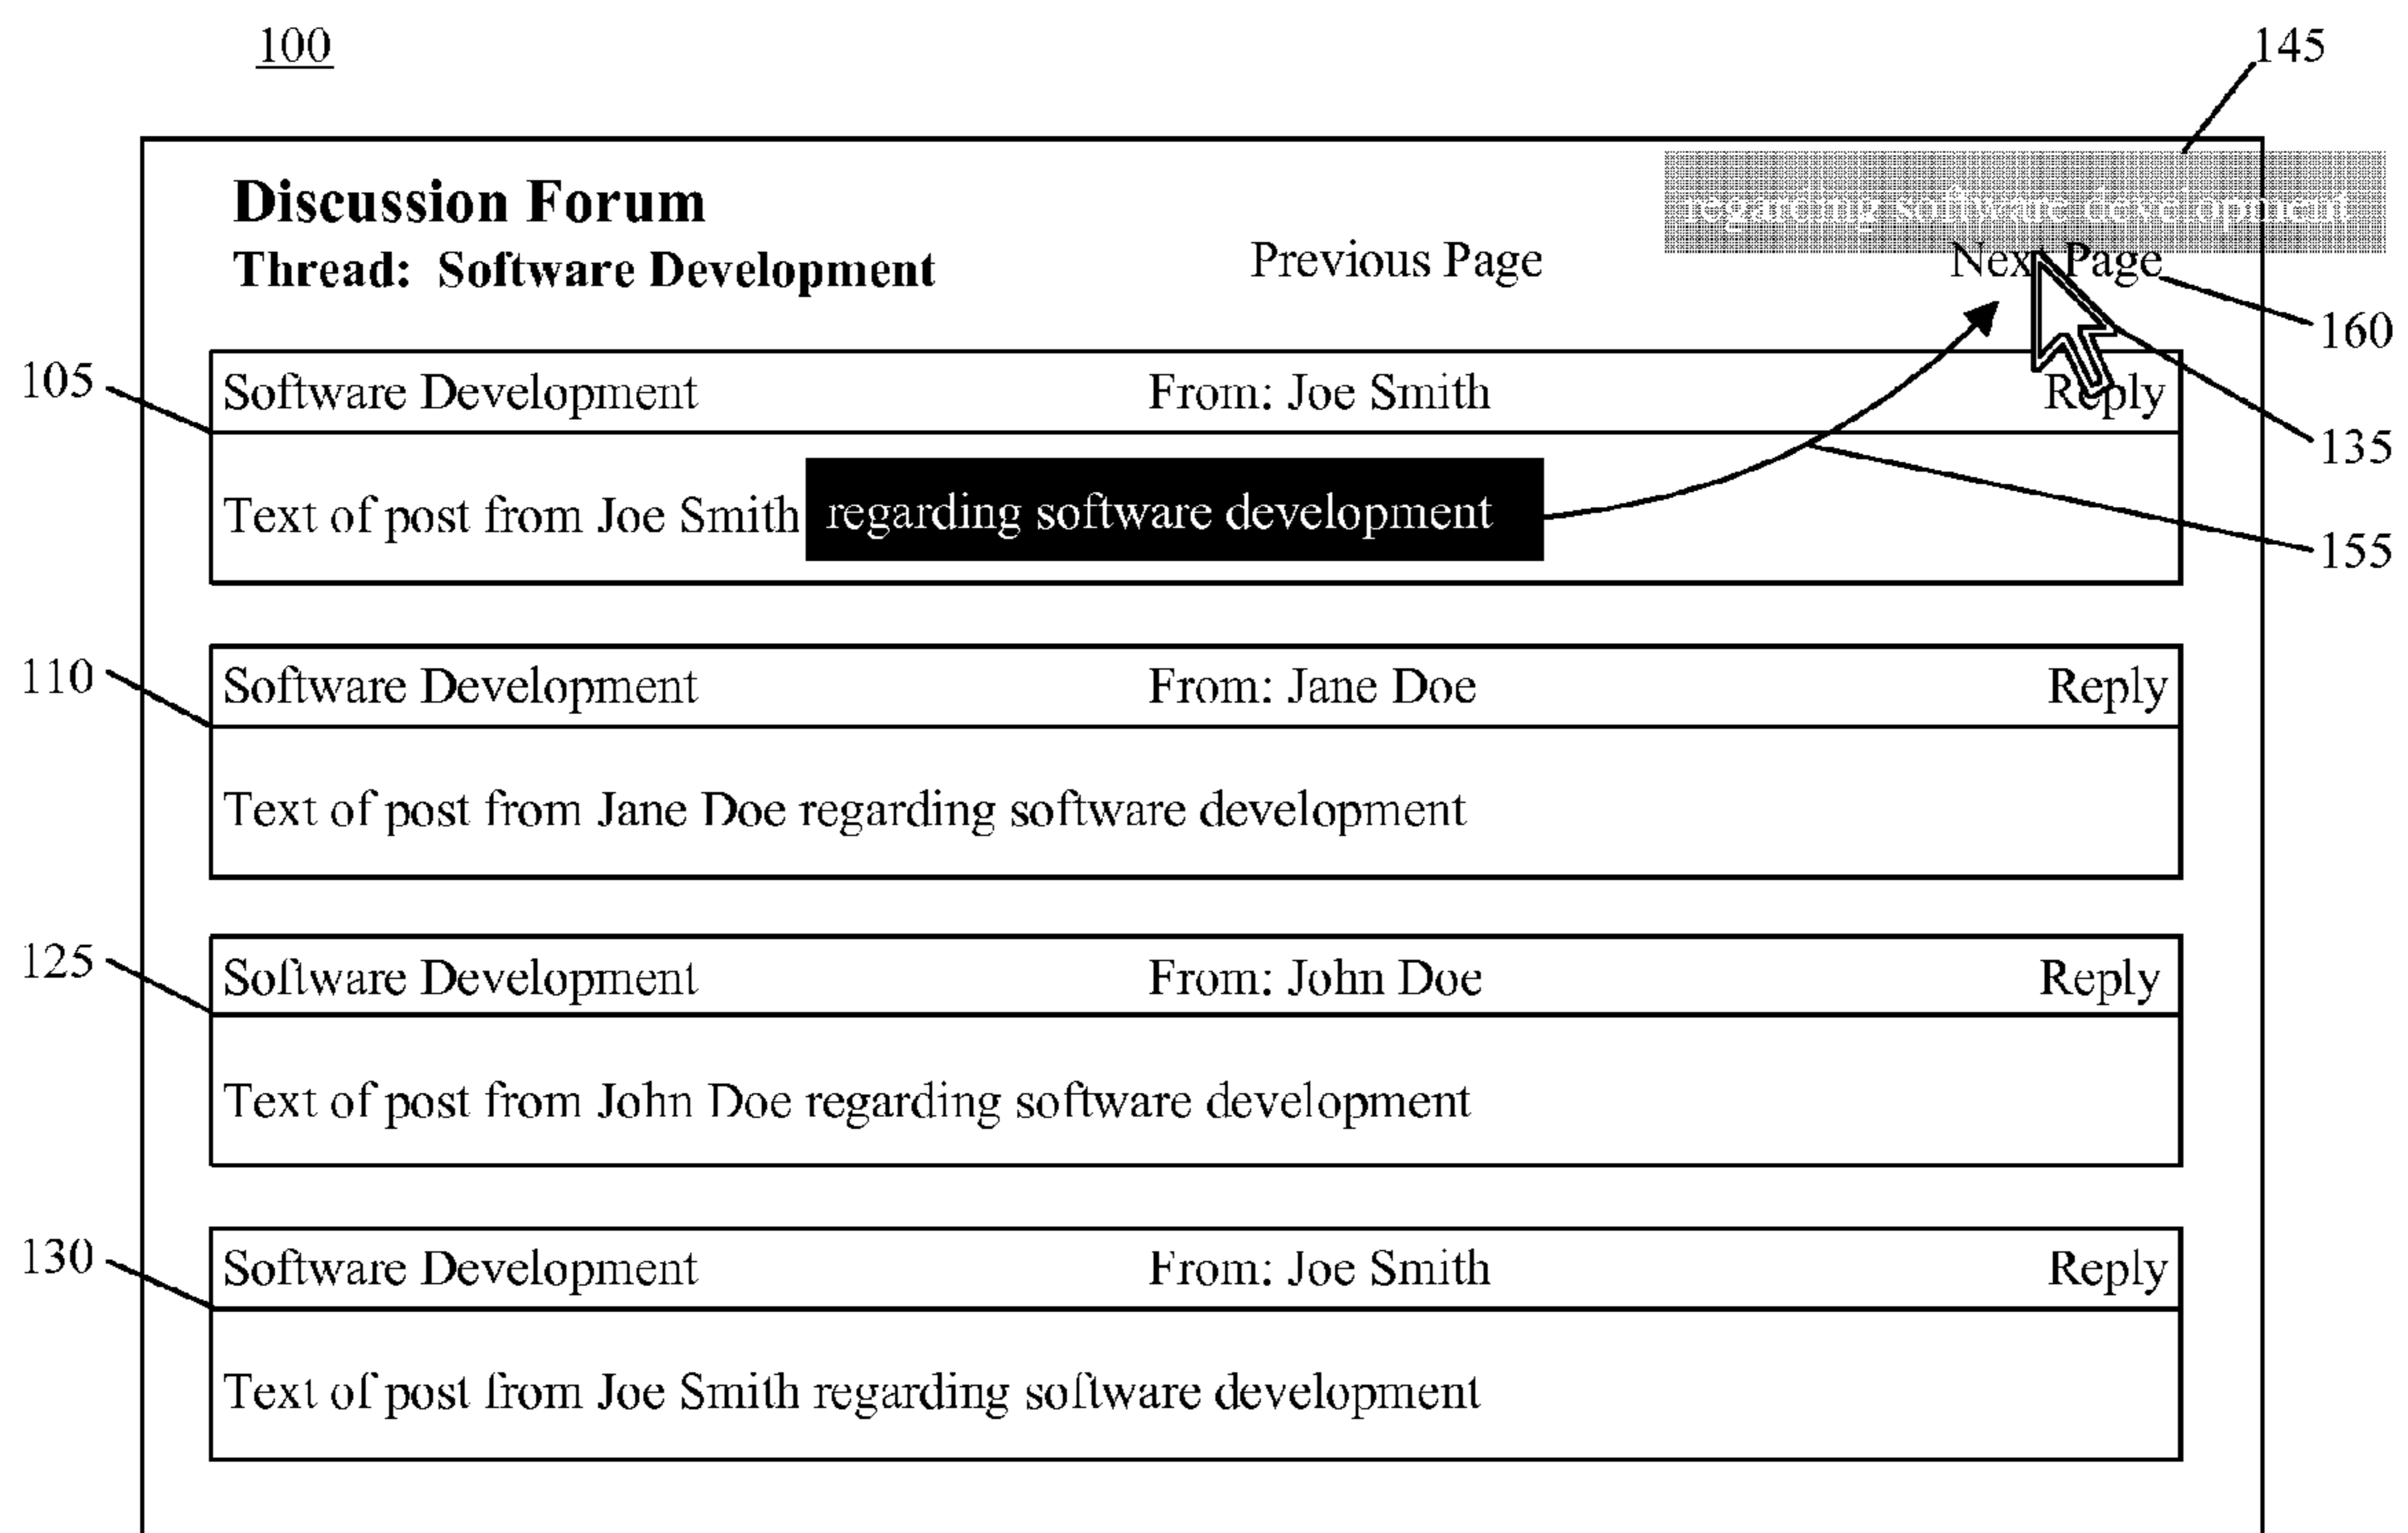 100
145
regarding software development
Discussion Forum
Previous Page
Next Page
Thread: Software Development
160
105
Software Development From: Joe Smith Reply
135
Text of post from Joe Smith regarding software development
155
110
Software Development From: Jane Doe Reply
Text of post from Jane Doe regarding software development
125
Software Development From: John Doe Reply
Text of post from John Doe regarding software development
130
Software Development From: Joe Smith Reply
Text of post from Joe Smith regarding software development